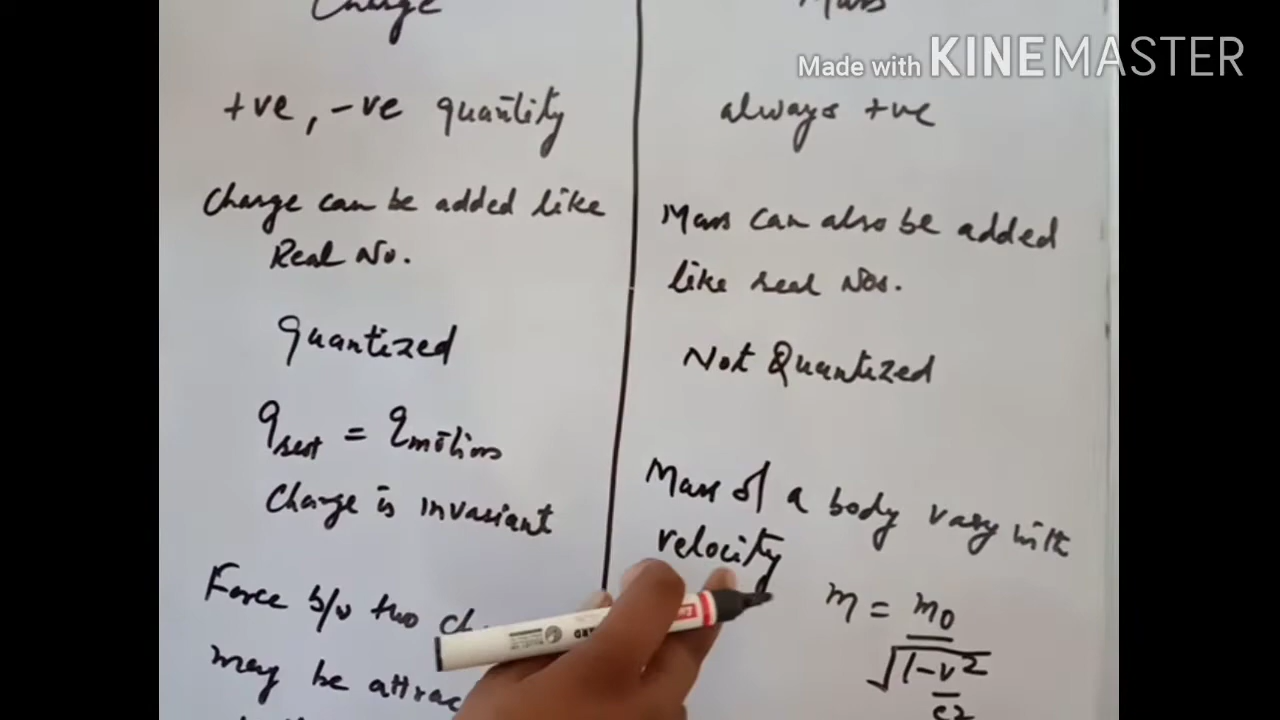 Charge
+ve, -ve quantity
Charge can be added like
Real No.
Quantized
q rest = q motion
Charge is invariant
Force b/w two
may be attrac
Mass
Made with KINEMASTER
always +ve
Mass can also be added
like real Nos.
Not Quantized
Mass of a body vary with
velocity
m = m0
√1-v2
c2